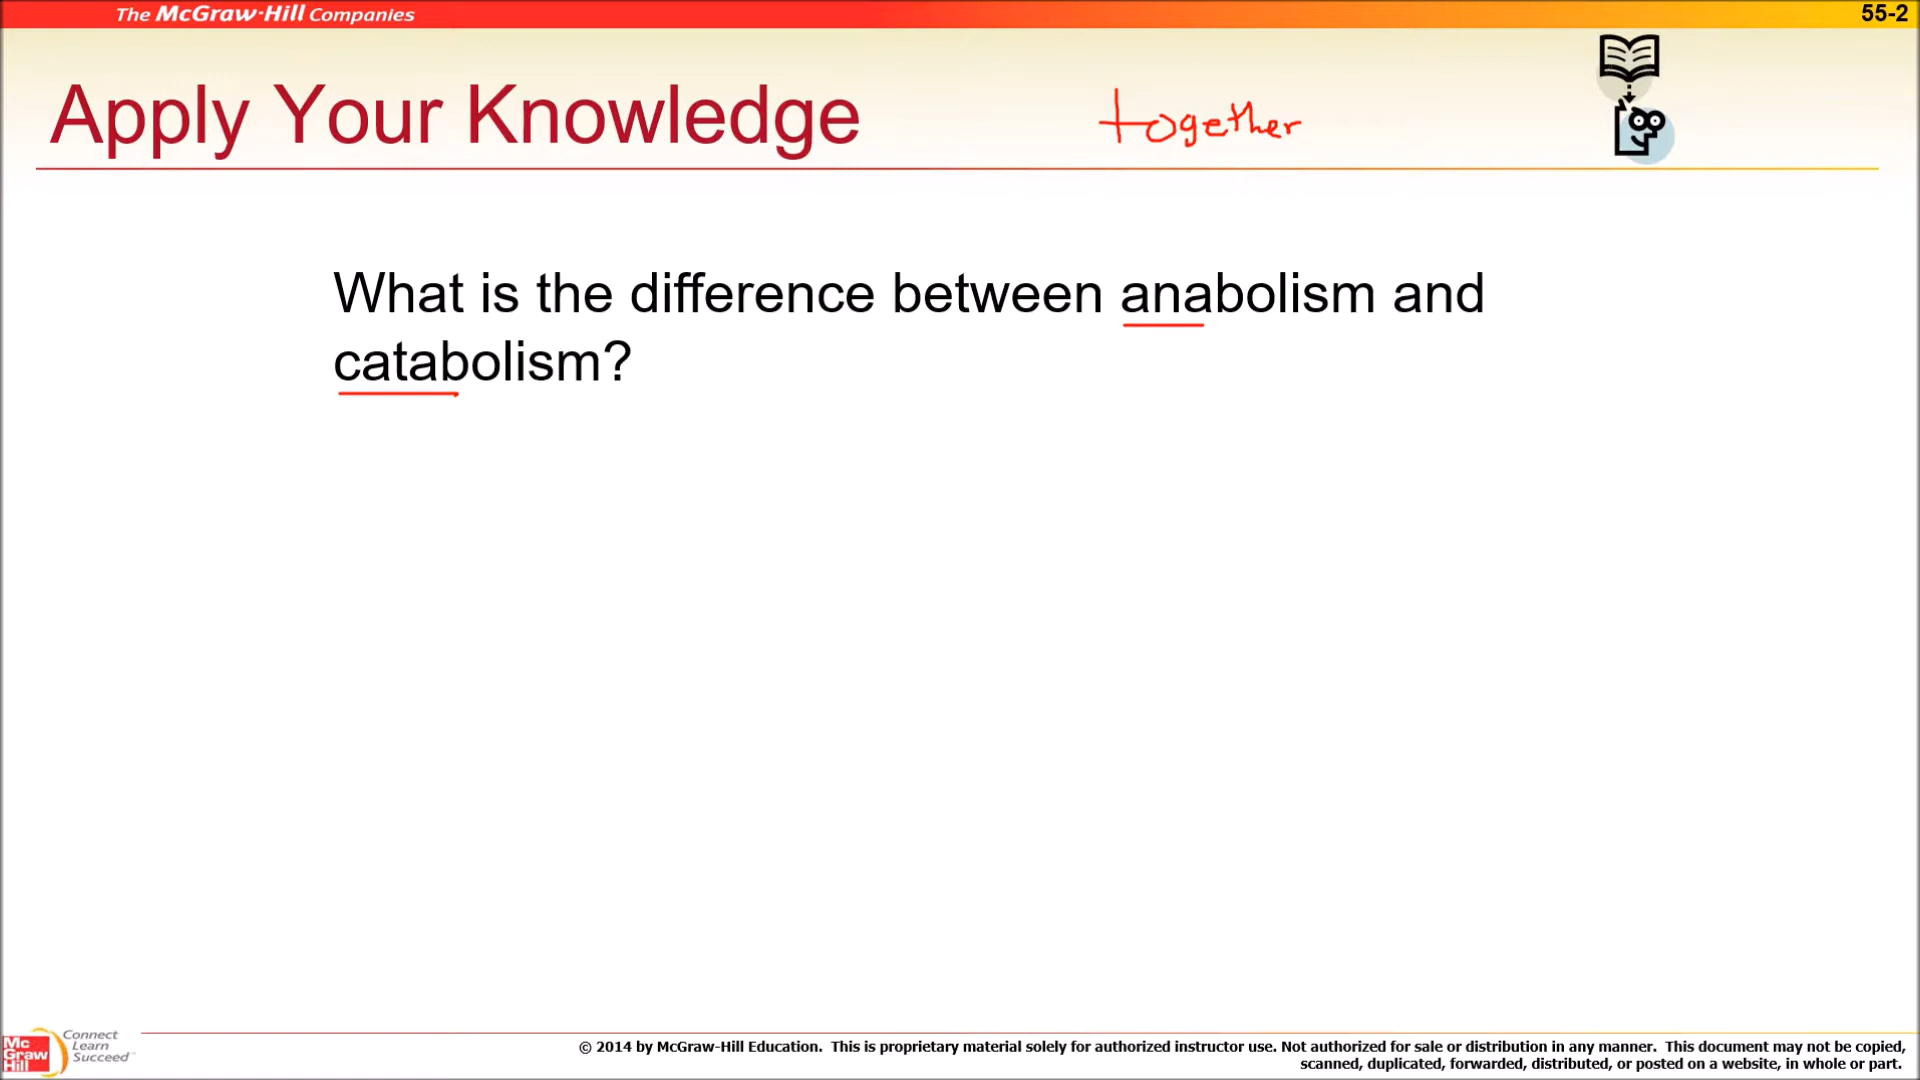 The McGraw-Hill Companies
55-2
Apply Your Knowledge
together
What is the difference between anabolism and
catabolism?
Mc
Graw
Hill
Connect
Learn
Succeed™
© 2014 by McGraw-Hill Education. This is proprietary material solely for authorized instructor use. Not authorized for sale or distribution in any manner. This document may not be copied,
scanned, duplicated, forwarded, distributed, or posted on a website, in whole or part.